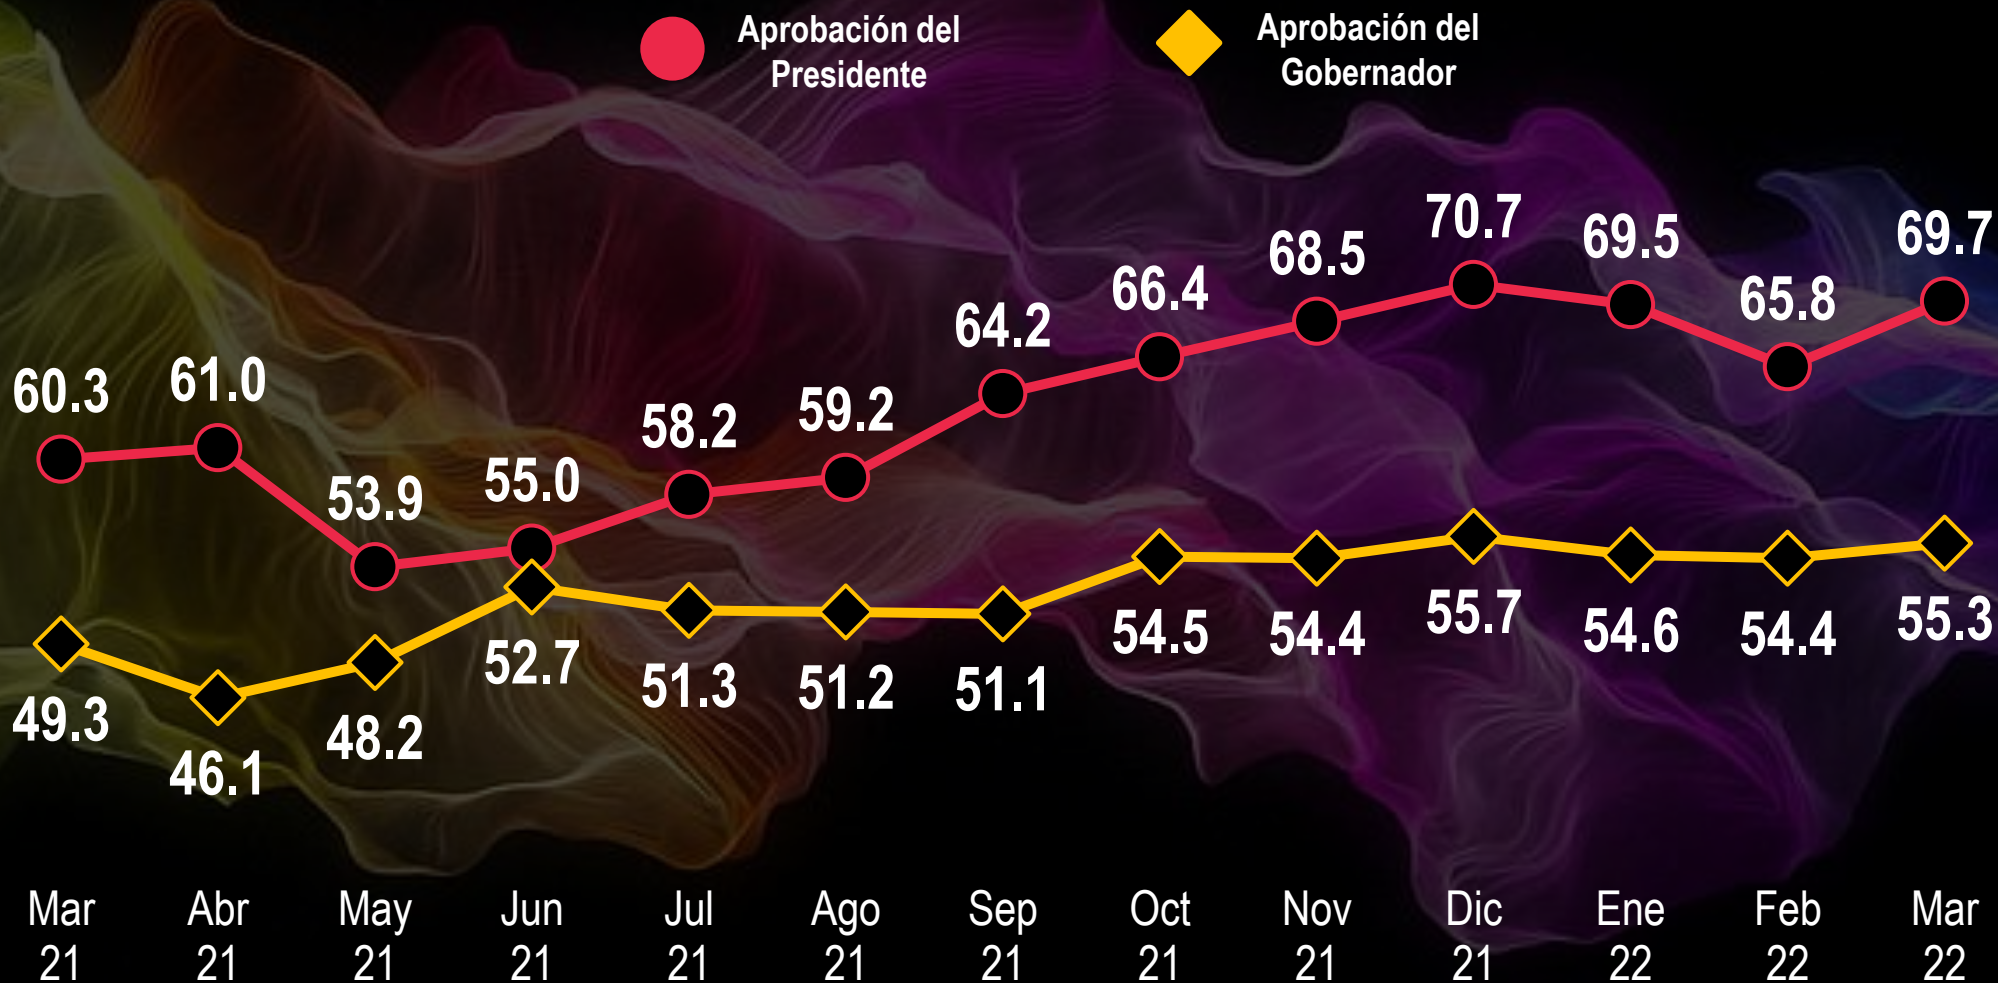 Aprobación del
Presidente
Aprobación del
Gobernador
60.3 61.0 53.9 55.0 58.2 59.2 64.2 66.4 68.5 70.7 69.5 65.8 69.7
49.3 46.1 48.2 52.7 51.3 51.2 51.1 54.5 54.4 55.7 54.6 54.4 55.3
Mar Abr May Jun Jul Ago Sep Oct Nov Dic Ene Feb Mar
21 21 21 21 21 21 21 21 21 21 22 22 22